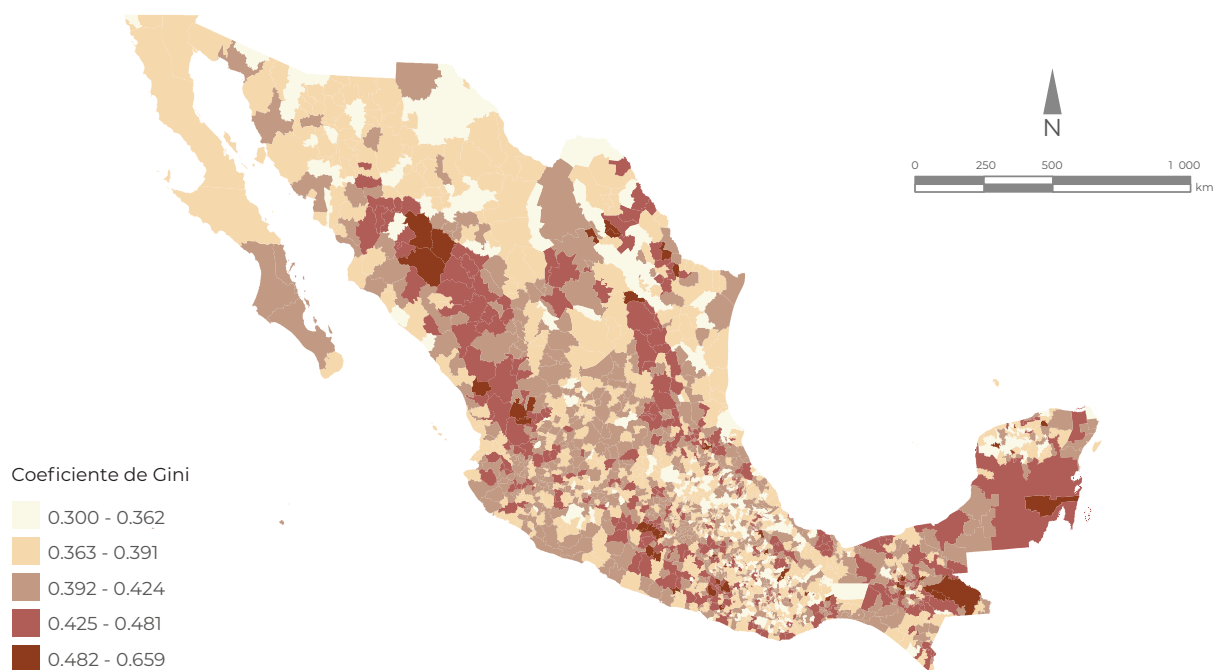 N
0 250 500 1 000
km
Coeficiente de Gini
0.300 - 0.362
0.363 - 0.391
0.392 - 0.424
0.425 - 0.481
0.482 - 0.659